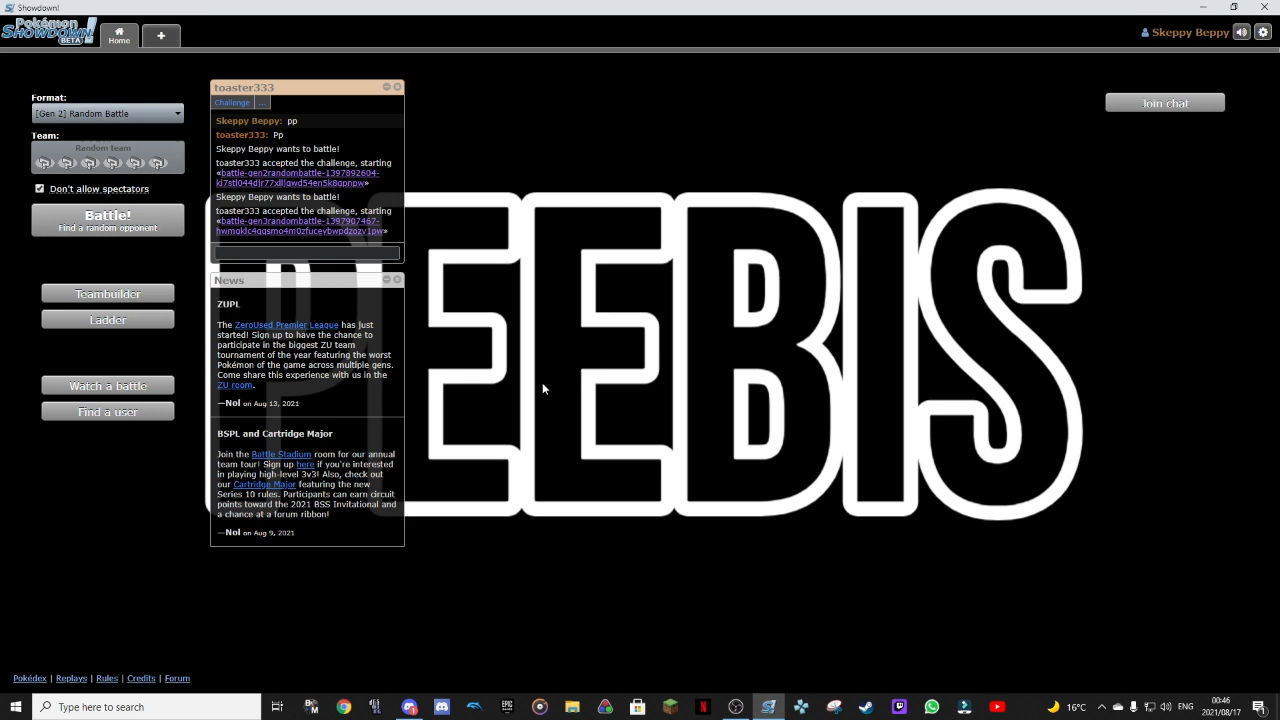 Showdown!
Pokémon
Showdown!
BETA
Home
+
Skeppy Beppy
Format:
[Gen 2] Random Battle
Team:
Random team
Don't allow spectators
Battle!
Find a random opponent
Teambuilder
Ladder
Watch a battle
Find a user
toaster333
Challenge ...
Skeppy Beppy: pp
toaster333: Pp
Skeppy Beppy wants to battle!
toaster333 accepted the challenge, starting
«battle-gen2randombattle-1397892604-
Skeppy Beppy wants to battle!
toaster333 accepted the challenge, starting
«battle-gen3randombattle-1397907467-
News
ZUPL
The ZeroUsed Premier League has just
started! Sign up to have the chance to
participate in the biggest ZU team
tournament of the year featuring the worst
Pokémon of the game across multiple gens.
Come share this experience with us in the
ZU room.
—Nol on Aug 13, 2021
BSPL and Cartridge Major
Join the Battle Stadium room for our annual
team tour! Sign up here if you're interested
in playing high-level 3v3! Also, check out
our Cartridge Major featuring the new
Series 10 rules. Participants can earn circuit
points toward the 2021 BSS Invitational and
a chance at a forum ribbon!
—Nol on Aug 9, 2021
PEEBIS
Join chat
Pokédex | Replays | Rules | Credits | Forum
Type here to search
EPIC
16°C
ENG
00:46
2021/08/17